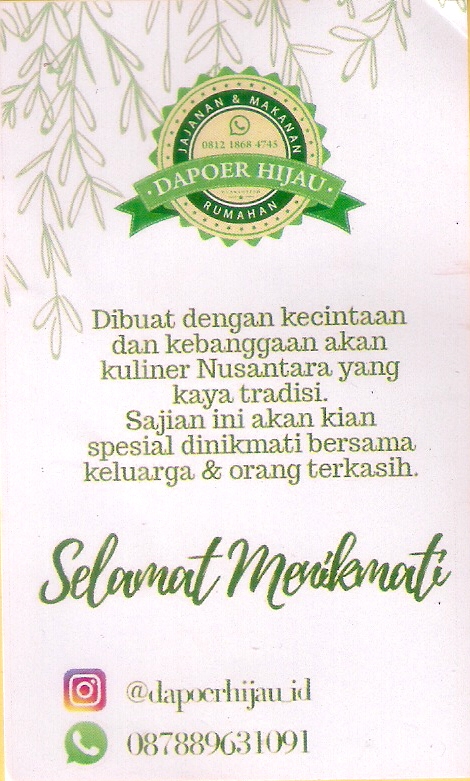 JAJANAN & MAKANAN
0812 1868 4745
DAPOER HIJAU
RUMAHAN
Dibuat dengan kecintaan
dan kebanggaan akan
kuliner Nusantara yang
kaya tradisi.
Sajian ini akan kian
spesial dinikmati bersama
keluarga & orang terkasih.
Selamat Menikmati
@dapoerhijau_id
087889631091